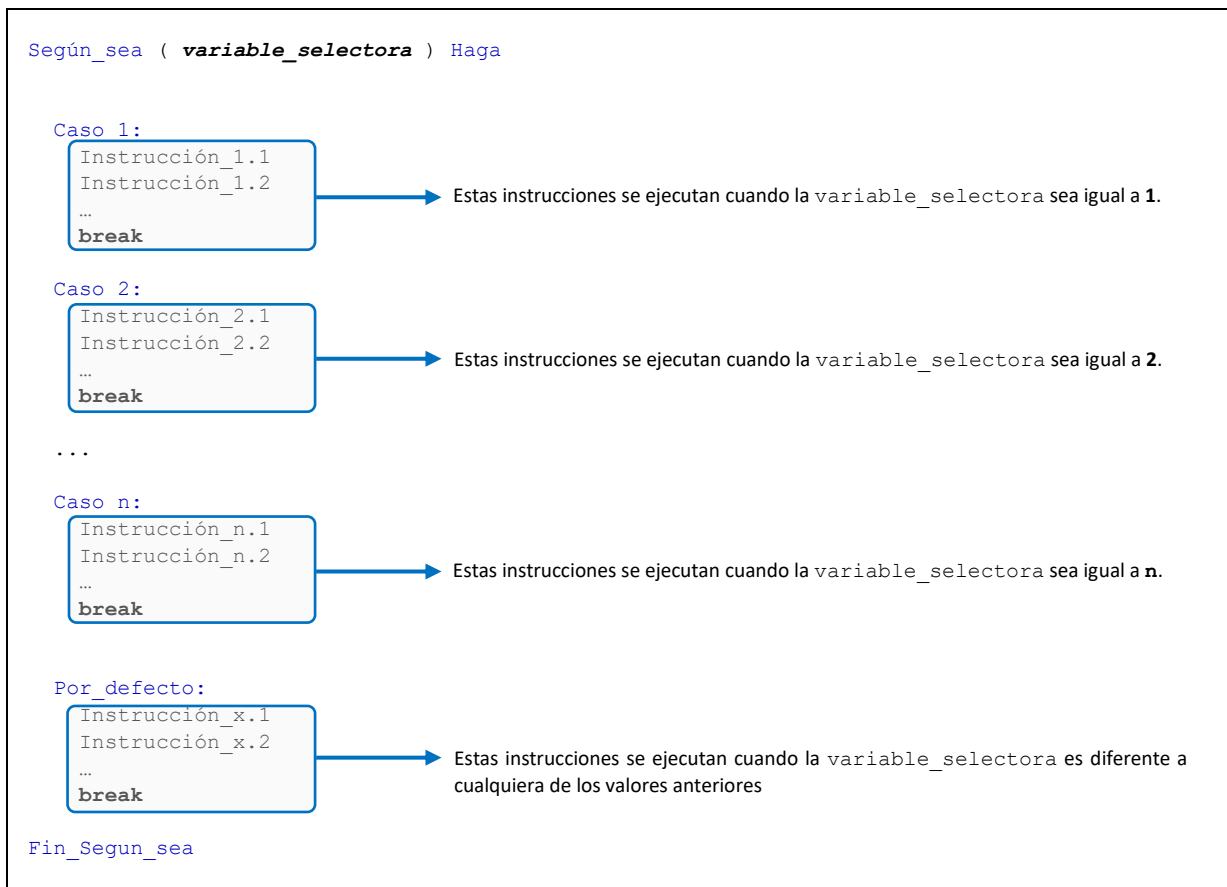 Según_sea ( variable_selectora ) Haga
Caso 1:
Instrucción_1.1
Instrucción_1.2
…
break
Estas instrucciones se ejecutan cuando la variable_selectora sea igual a 1.
Caso 2:
Instrucción_2.1
Instrucción_2.2
…
break
Estas instrucciones se ejecutan cuando la variable_selectora sea igual a 2.
...
Caso n:
Instrucción_n.1
Instrucción_n.2
…
break
Estas instrucciones se ejecutan cuando la variable_selectora sea igual a n.
Por_defecto:
Instrucción_x.1
Instrucción_x.2
…
break
Estas instrucciones se ejecutan cuando la variable_selectora es diferente a
cualquiera de los valores anteriores
Fin_Segun_sea